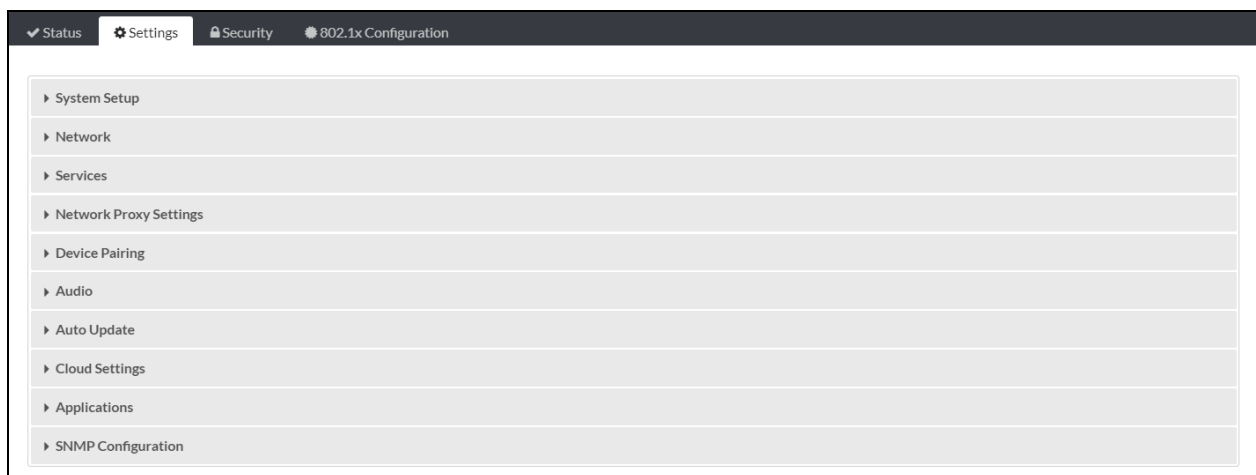 Status Settings Security 802.1x Configuration
System Setup
Network
Services
Network Proxy Settings
Device Pairing
Audio
Auto Update
Cloud Settings
Applications
SNMP Configuration